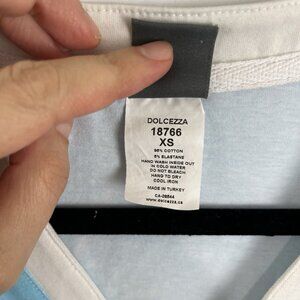 DOLCEZZA
18766
XS
95% COTTON
5% ELASTANE
HAND WASH INSIDE OUT
IN COLD WATER
DO NOT BLEACH
HANG TO DRY
COOL IRON
MADE IN TURKEY
CA-26544
www.dolcezza.ca